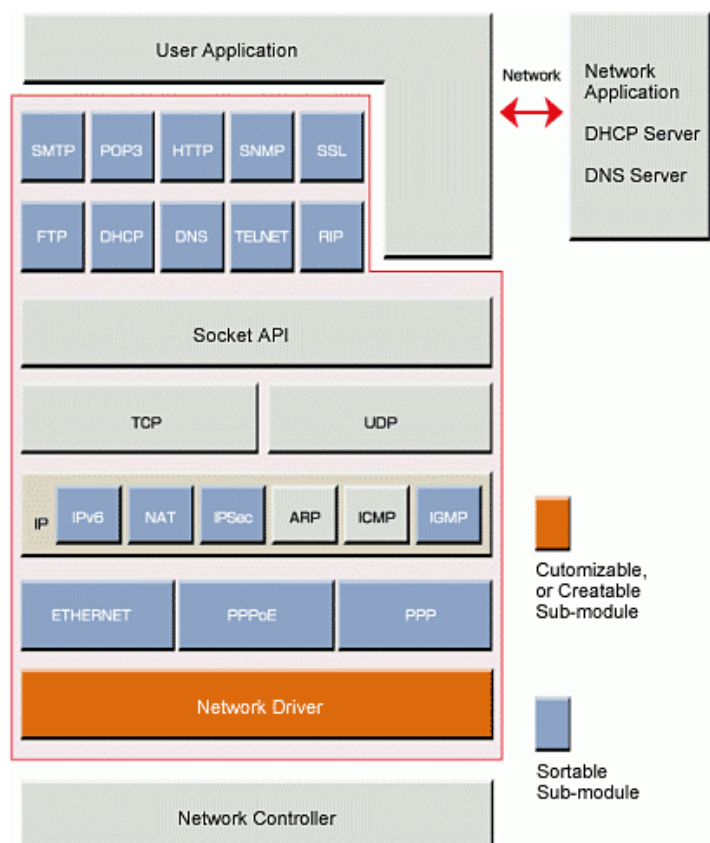 User Application
Network
Network
Application
DHCP Server
DNS Server
SMTP POP3 HTTP SNMP SSL
FTP DHCP DNS TELNET RIP
Socket API
TCP UDP
IP IPv6 NAT IPSec ARP ICMP IGMP
ETHERNET PPPoE PPP
Network Driver
Network Controller
Cutomizable,
or Creatable
Sub-module
Sortable
Sub-module